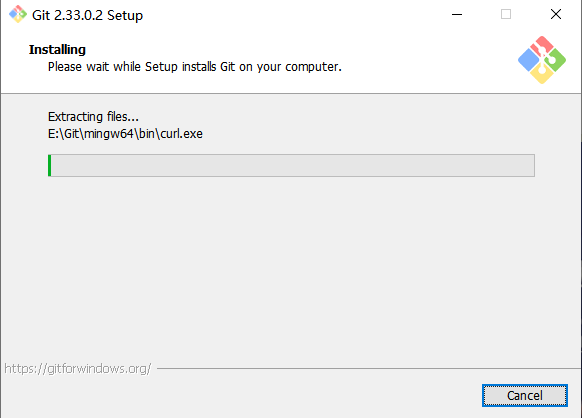 Git 2.33.0.2 Setup
Installing
Please wait while Setup installs Git on your computer.
Extracting files...
E:\Git\mingw64\bin\curl.exe
https://gitforwindows.org/
Cancel